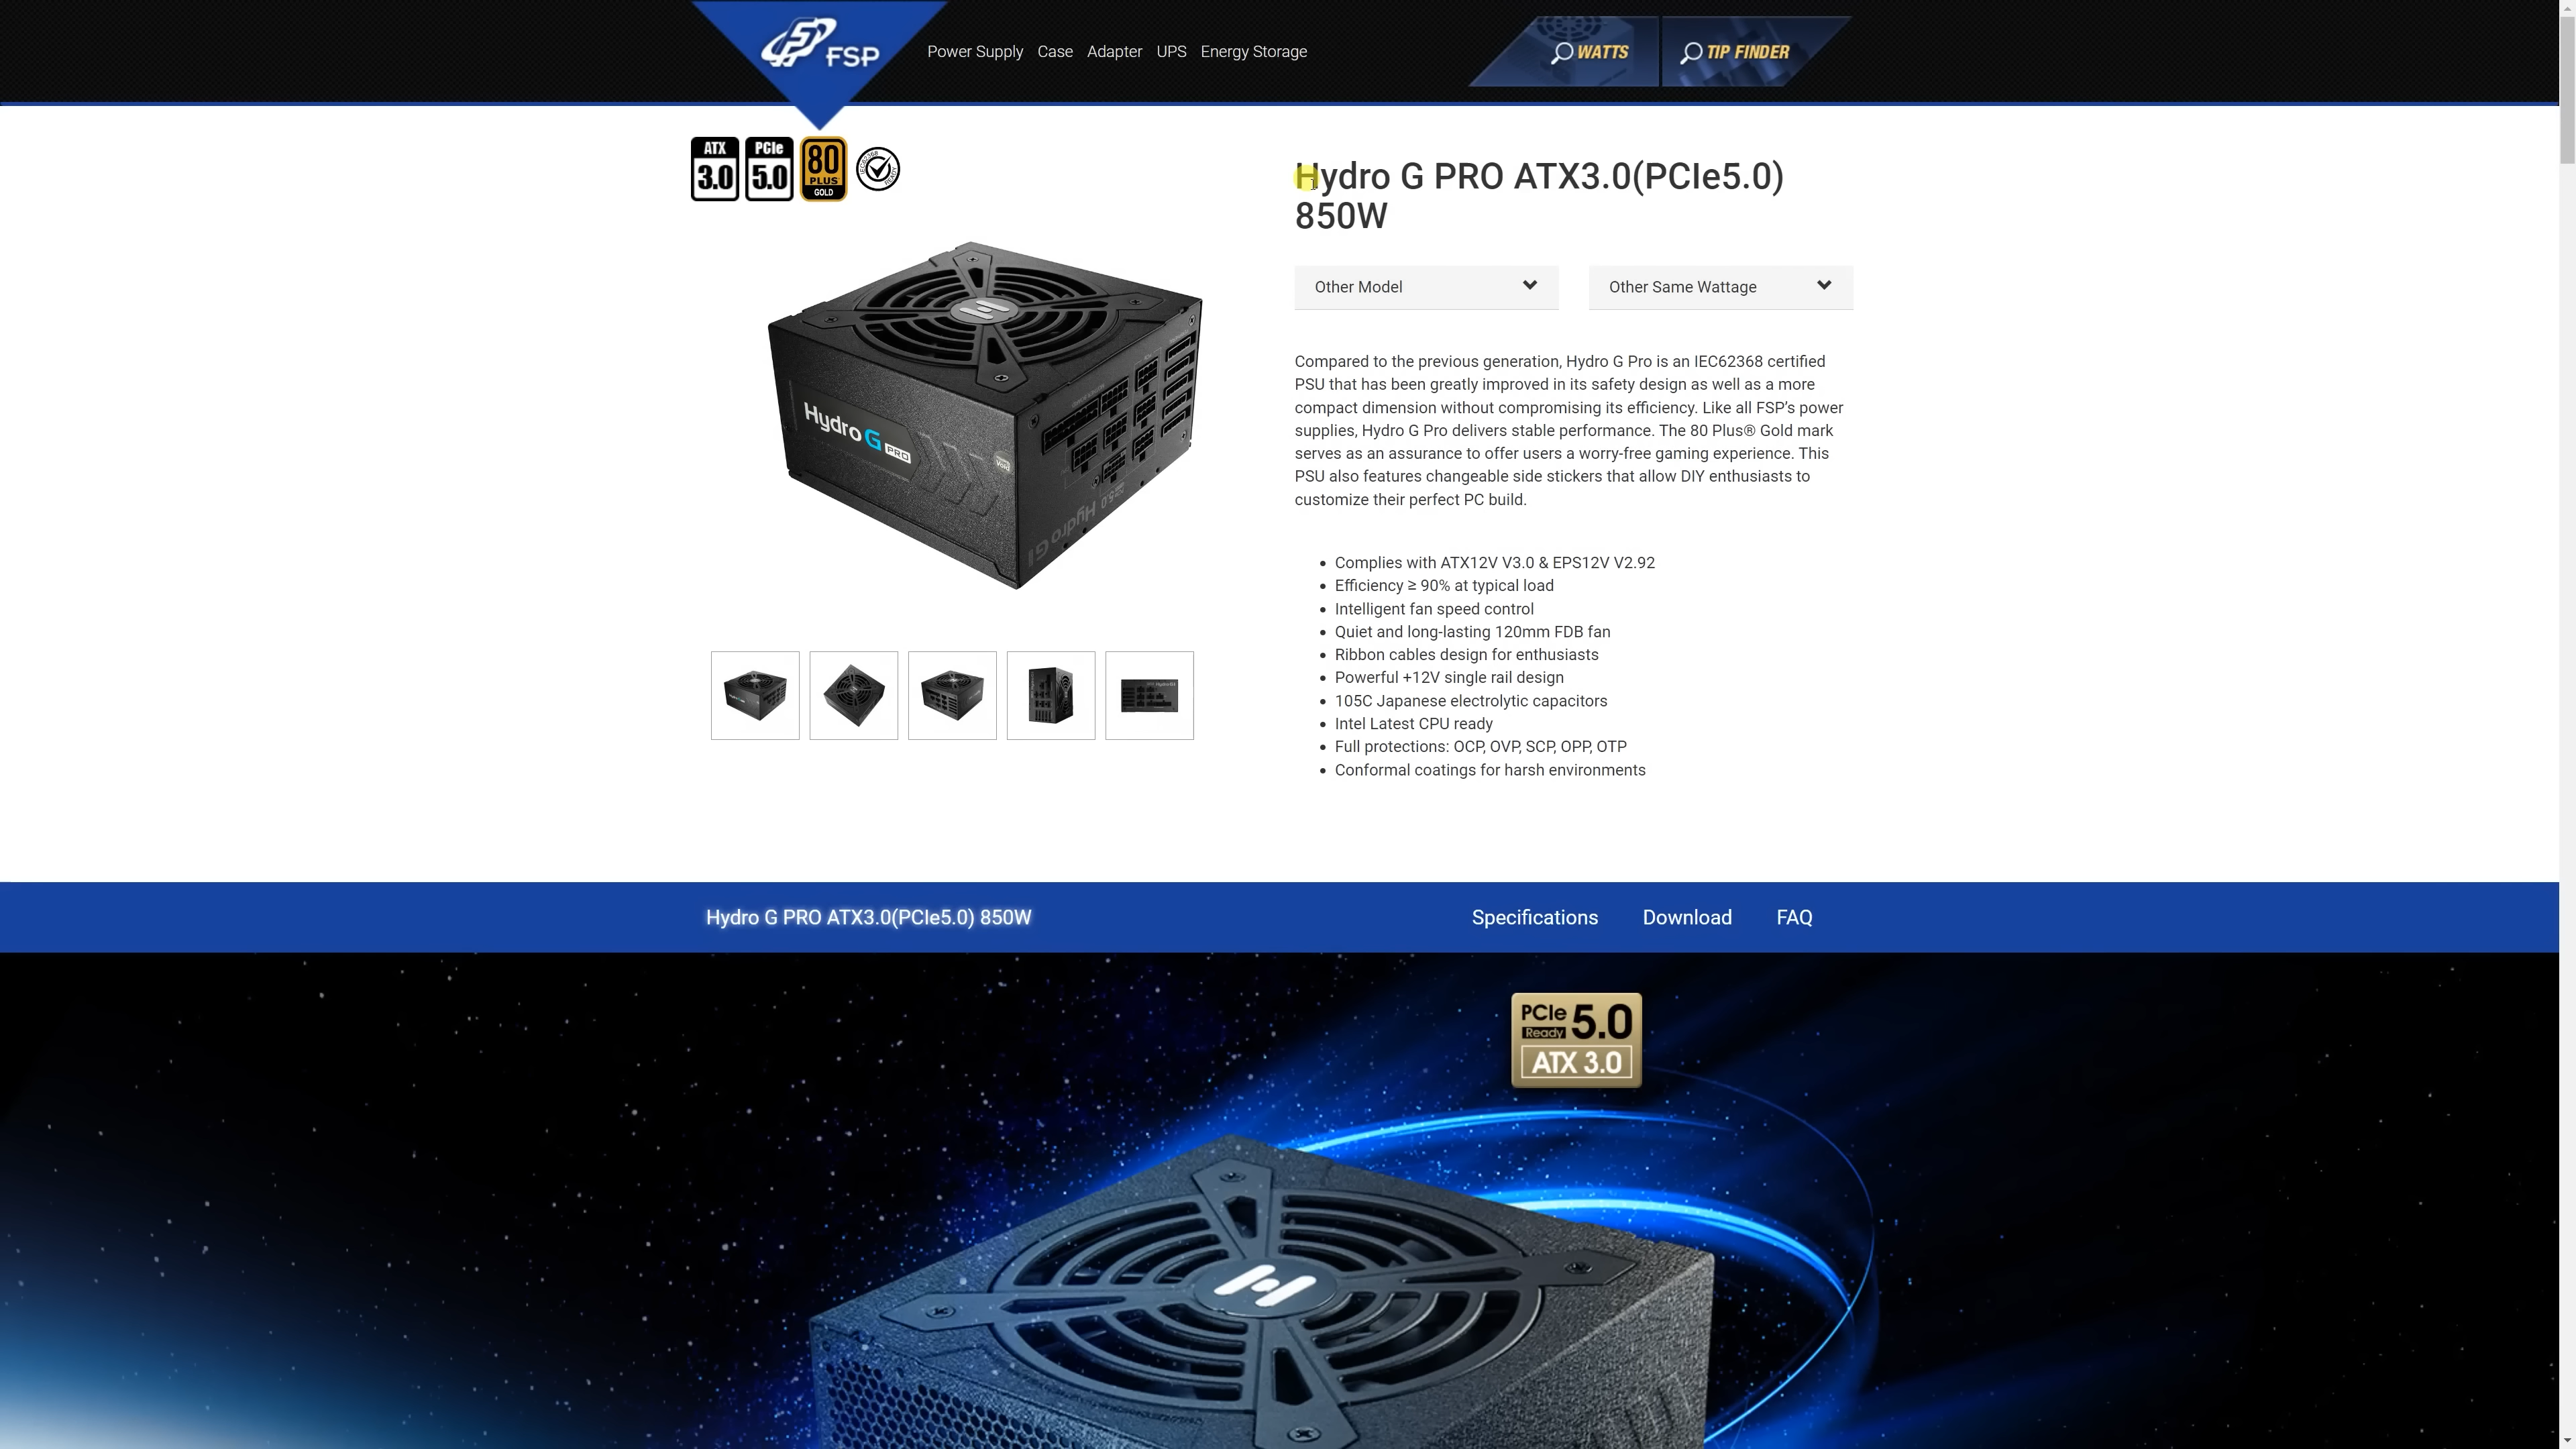 FSP
Power Supply Case Adapter UPS Energy Storage
WATTS
TIP FINDER
ATX 3.0
PCIe 5.0
80 PLUS GOLD
Hydro G PRO ATX3.0(PCIe5.0)
850W
Other Model
Other Same Wattage
Hydro G PRO
Compared to the previous generation, Hydro G Pro is an IEC62368 certified
PSU that has been greatly improved in its safety design as well as a more
compact dimension without compromising its efficiency. Like all FSP’s power
supplies, Hydro G Pro delivers stable performance. The 80 Plus® Gold mark
serves as an assurance to offer users a worry-free gaming experience. This
PSU also features changeable side stickers that allow DIY enthusiasts to
customize their perfect PC build.
Complies with ATX12V V3.0 & EPS12V V2.92
Efficiency ≥ 90% at typical load
Intelligent fan speed control
Quiet and long-lasting 120mm FDB fan
Ribbon cables design for enthusiasts
Powerful +12V single rail design
105C Japanese electrolytic capacitors
Intel Latest CPU ready
Full protections: OCP, OVP, SCP, OPP, OTP
Conformal coatings for harsh environments
Hydro G PRO ATX3.0(PCIe5.0) 850W
Specifications Download FAQ
PCIe Ready 5.0
ATX 3.0